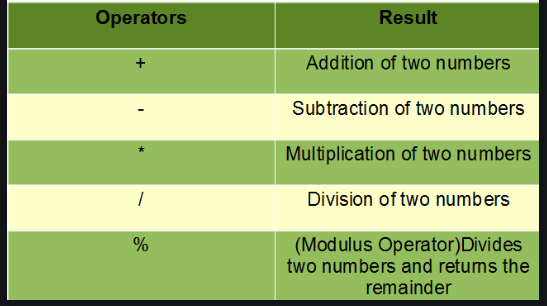 Operators Result
+ Addition of two numbers
- Subtraction of two numbers
* Multiplication of two numbers
/ Division of two numbers
% (Modulus Operator)Divides
two numbers and returns the
remainder